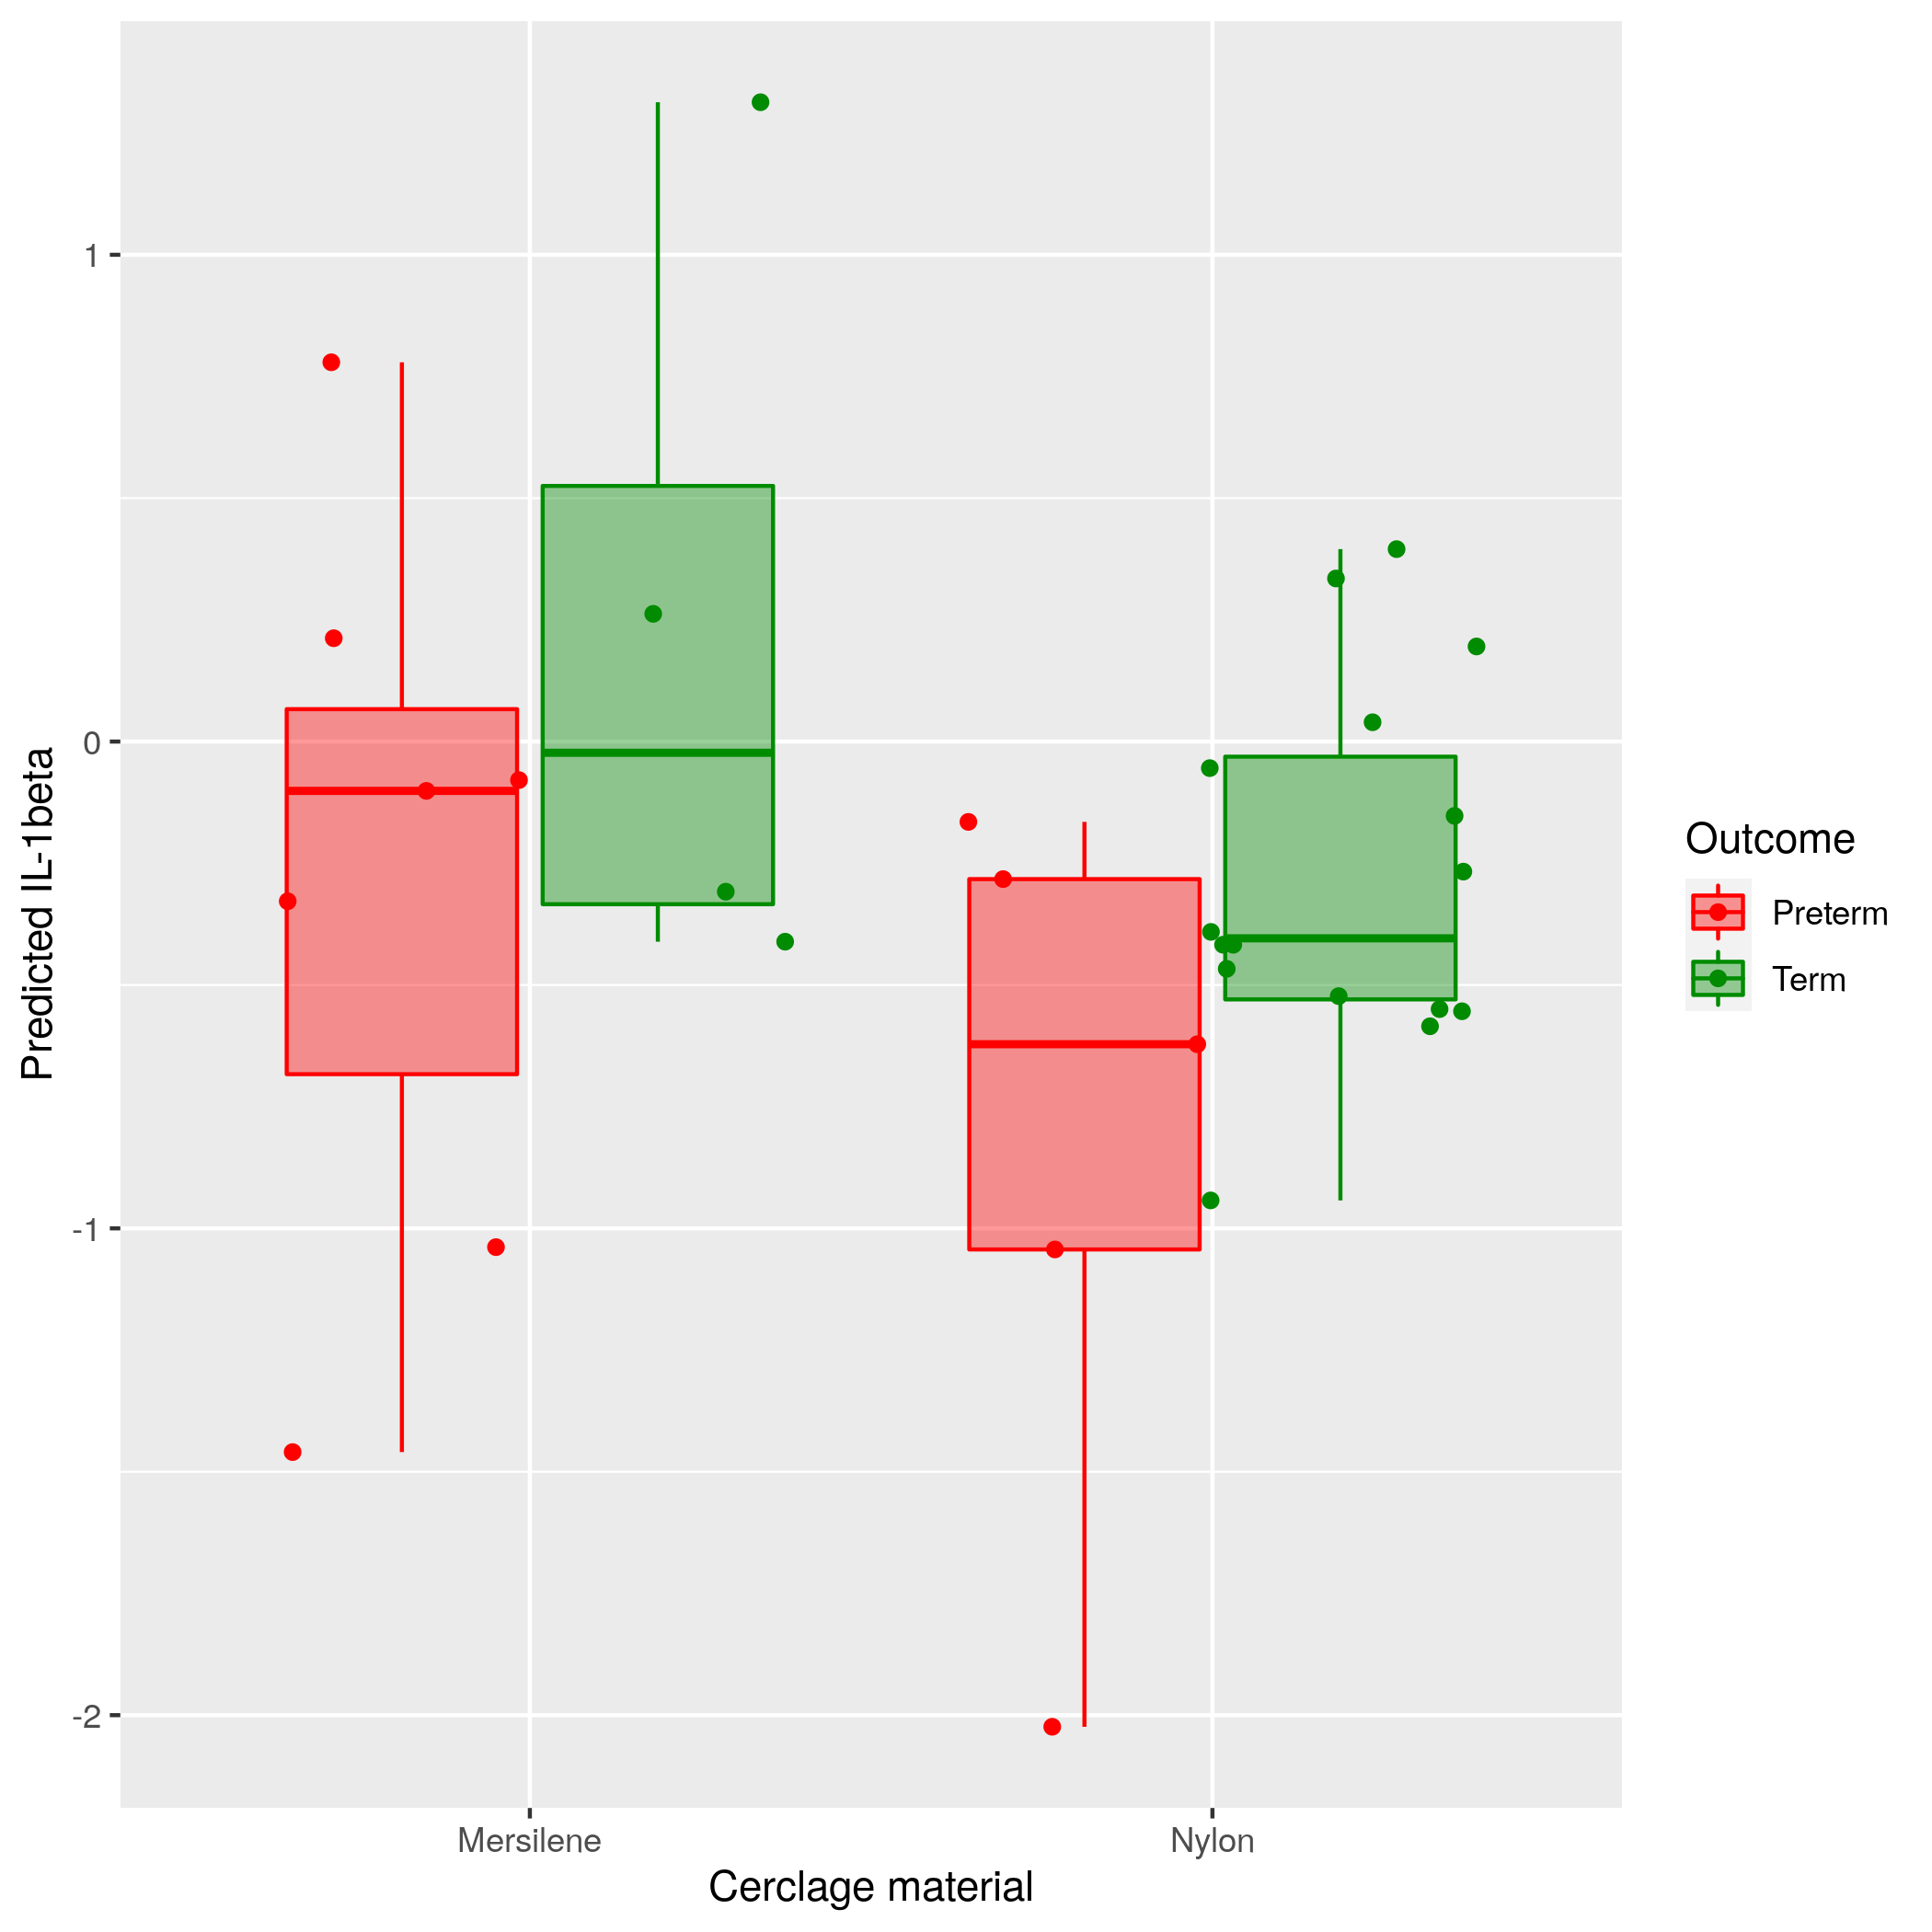 Predicted IL-1beta
1
0
-1
-2
Mersilene
Nylon
Cerclage material
Outcome
Preterm
Term